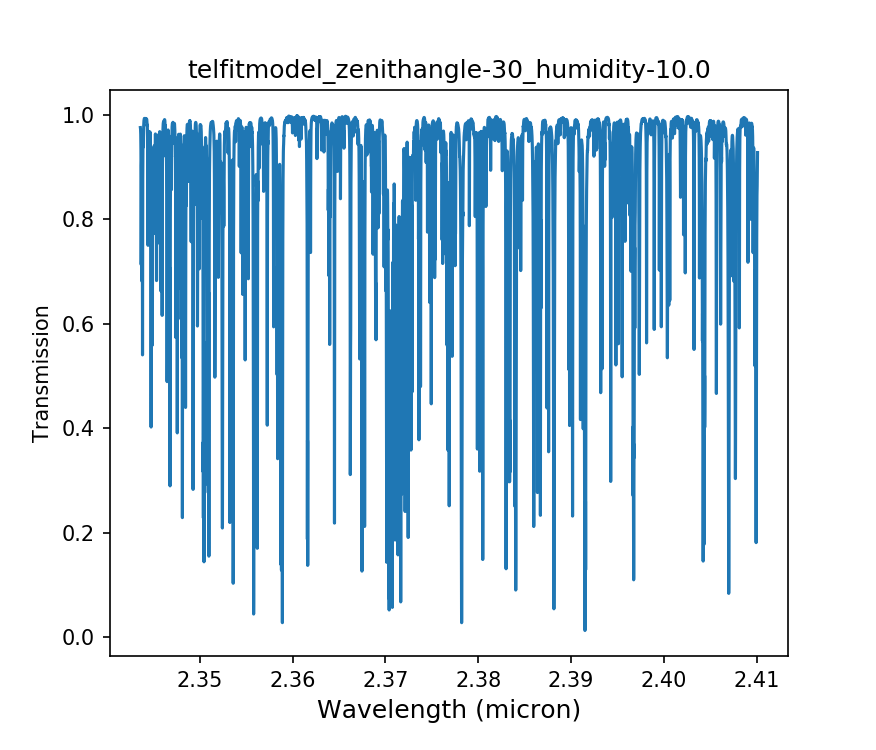 telfitmodel_zenithangle-30_humidity-10.0
1.0
0.8
0.6
0.4
0.2
0.0
Transmission
2.35 2.36 2.37 2.38 2.39 2.40 2.41
Wavelength (micron)